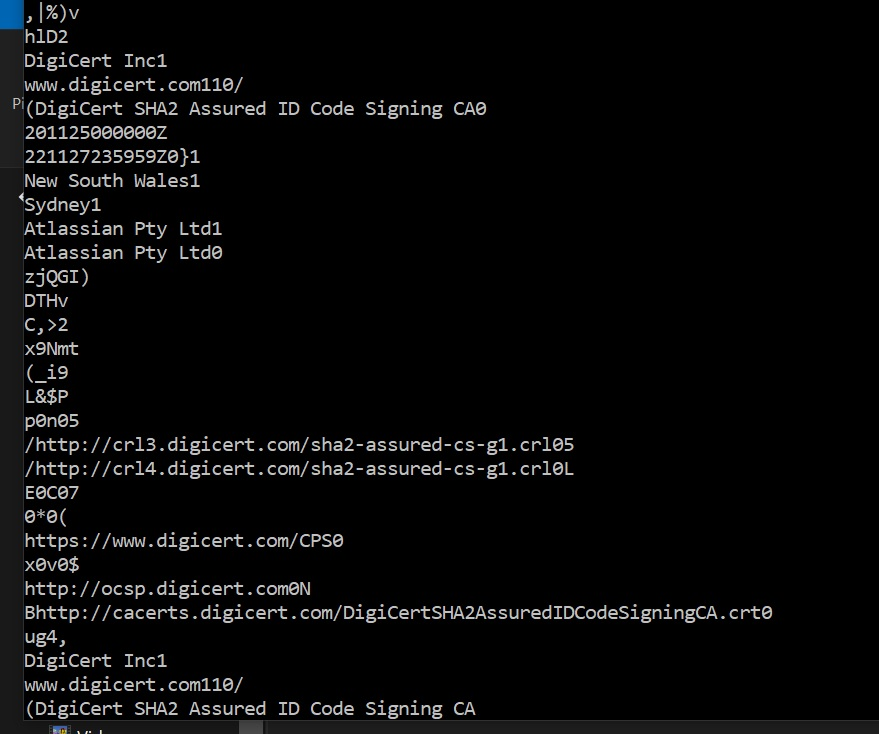 ,|%)v
hlD2
DigiCert Inc1
www.digicert.com110/
(DigiCert SHA2 Assured ID Code Signing CA0
201125000000Z
221127235959Z0}1
New South Wales1
Sydney1
Atlassian Pty Ltd1
Atlassian Pty Ltd0
zjQGI)
DTHv
C,>2
x9Nmt
(_i9
L&$P
p0n05
/http://crl3.digicert.com/sha2-assured-cs-g1.crl05
/http://crl4.digicert.com/sha2-assured-cs-g1.crl0L
E0C07
0*0(
https://www.digicert.com/CPS0
x0v0$
http://ocsp.digicert.com0N
Bhttp://cacerts.digicert.com/DigiCertSHA2AssuredIDCodeSigningCA.crt0
ug4,
DigiCert Inc1
www.digicert.com110/
(DigiCert SHA2 Assured ID Code Signing CA